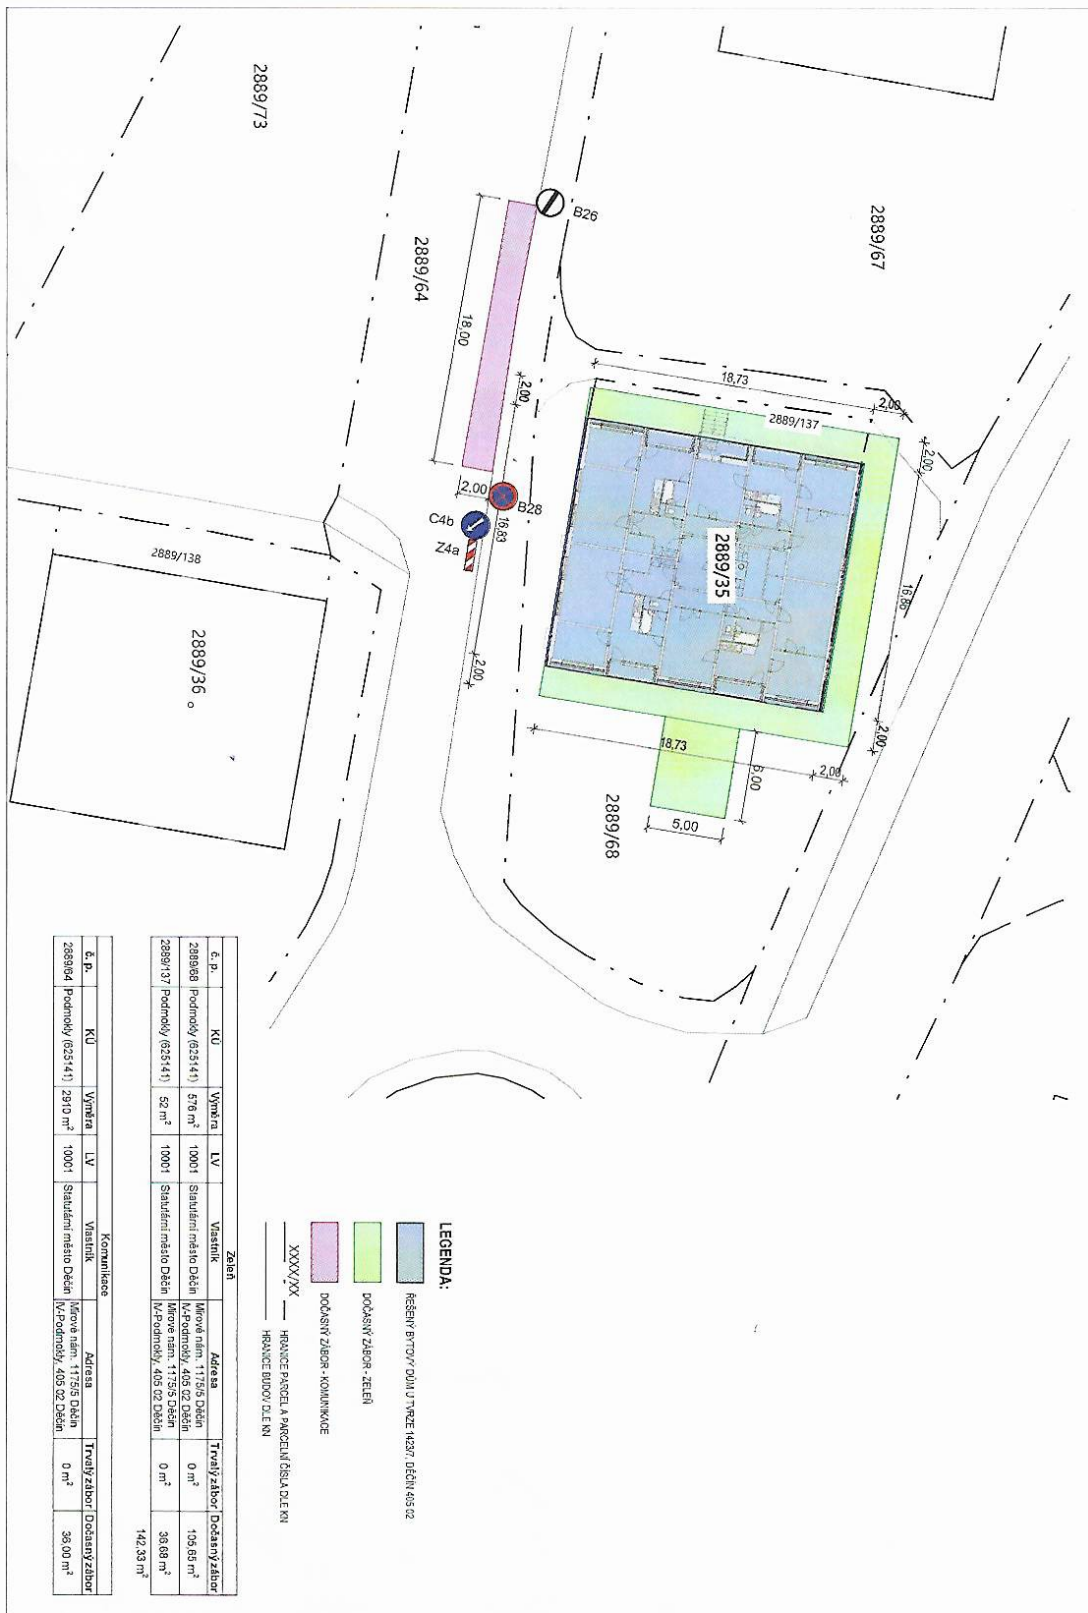 2889/73
2889/67
B26
2889/64
18,00
2,00
18,73
2,00
2889/137
2,00
16,86
2889/35
2,00
B28
C4b
Z4a
16,83
2,00
2889/138
2889/36
2,00
18,73
2,00
6,00
5,00
2889/68
LEGENDA:
ŘEŠENÝ BYTOVÝ DŮM U TVRZE 1423/7, DĚČÍN 405 02
DOČASNÝ ZÁBOR - ZELEŇ
DOČASNÝ ZÁBOR - KOMUNIKACE
XXXX/XX HRANICE PARCEL A PARCELNÍ ČÍSLA DLE KN
HRANICE BUDOV DLE KN
Zeleň
č. p. KÚ Výměra LV Vlastník Adresa Trvalý zábor Dočasný zábor
2889/68 Podmokly (625141) 576 m² 10001 Statutární město Děčín Mírové nám. 1175/5 Děčín IV-Podmokly, 405 02 Děčín 0 m² 105,65 m²
2889/137 Podmokly (625141) 52 m² 10001 Statutární město Děčín Mírové nám. 1175/5 Děčín IV-Podmokly, 405 02 Děčín 0 m² 36,68 m²
142,33 m²
Komunikace
č. p. KÚ Výměra LV Vlastník Adresa Trvalý zábor Dočasný zábor
2889/64 Podmokly (625141) 2910 m² 10001 Statutární město Děčín Mírové nám. 1175/5 Děčín IV-Podmokly, 405 02 Děčín 0 m² 36,00 m²